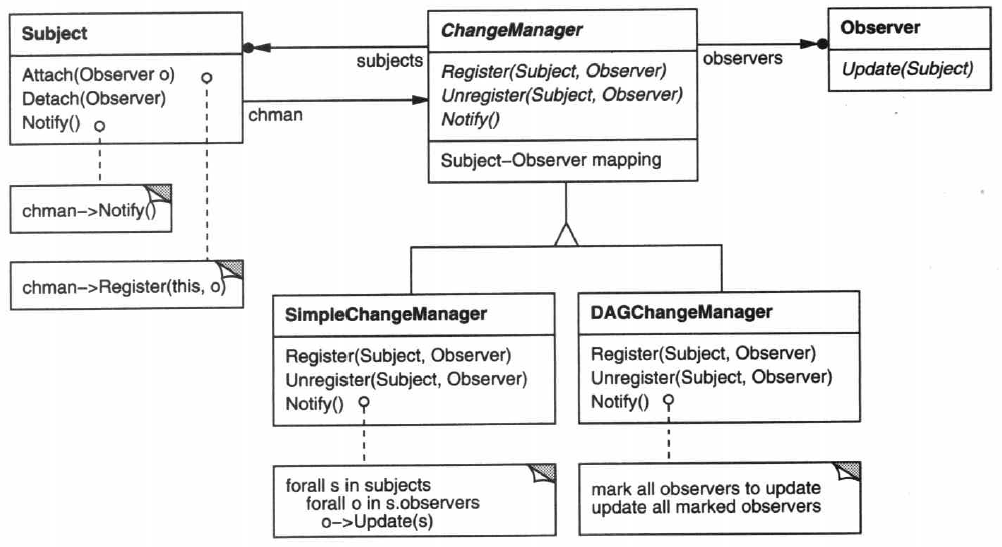 Subject
Attach(Observer o)
Detach(Observer)
Notify()
chman->Notify()
chman->Register(this, o)
subjects
chman
ChangeManager
Register(Subject, Observer)
Unregister(Subject, Observer)
Notify()
Subject-Observer mapping
observers
Observer
Update(Subject)
SimpleChangeManager
Register(Subject, Observer)
Unregister(Subject, Observer)
Notify()
forall s in subjects
forall o in s.observers
o->Update(s)
DAGChangeManager
Register(Subject, Observer)
Unregister(Subject, Observer)
Notify()
mark all observers to update
update all marked observers